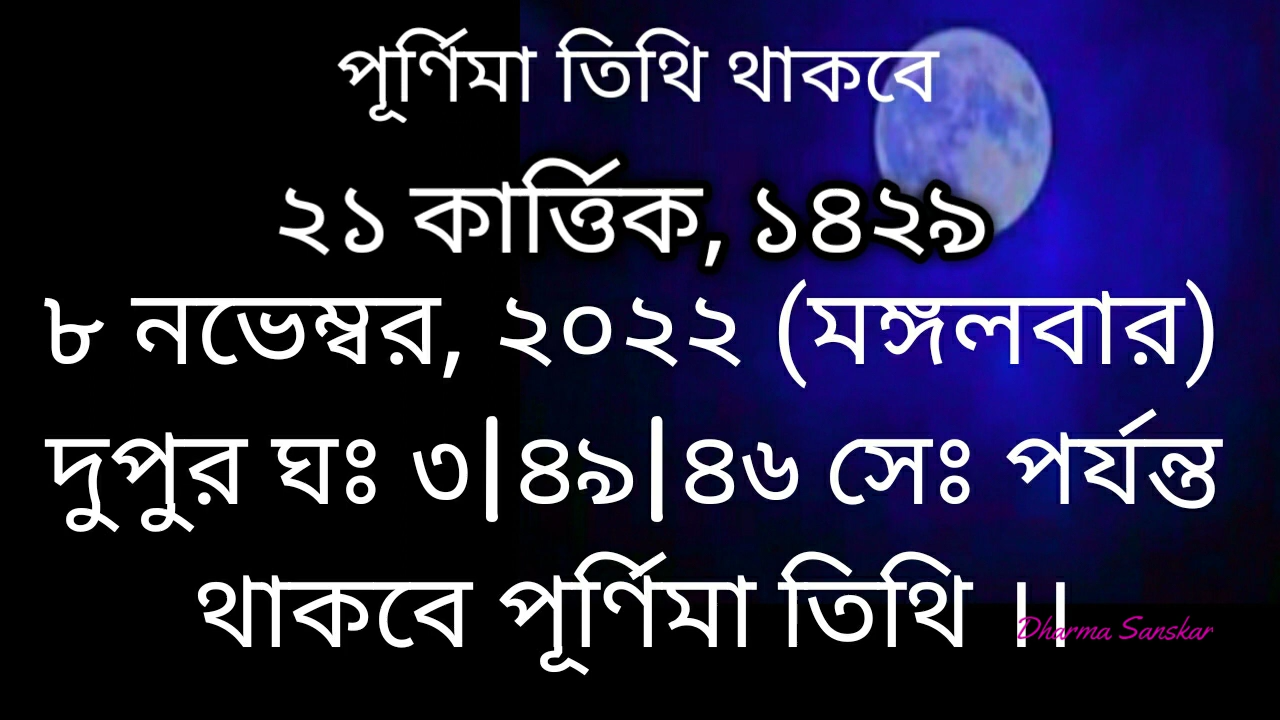 পূর্ণিমা তিথি থাকবে
২১ কার্ত্তিক, ১৪২৯
৮ নভেম্বর, ২০২২ (মঙ্গলবার)
দুপুর ঘঃ ৩|৪৯|৪৬ সেঃ পর্যন্ত
থাকবে পূর্ণিমা তিথি !!
Dharma Sanskar